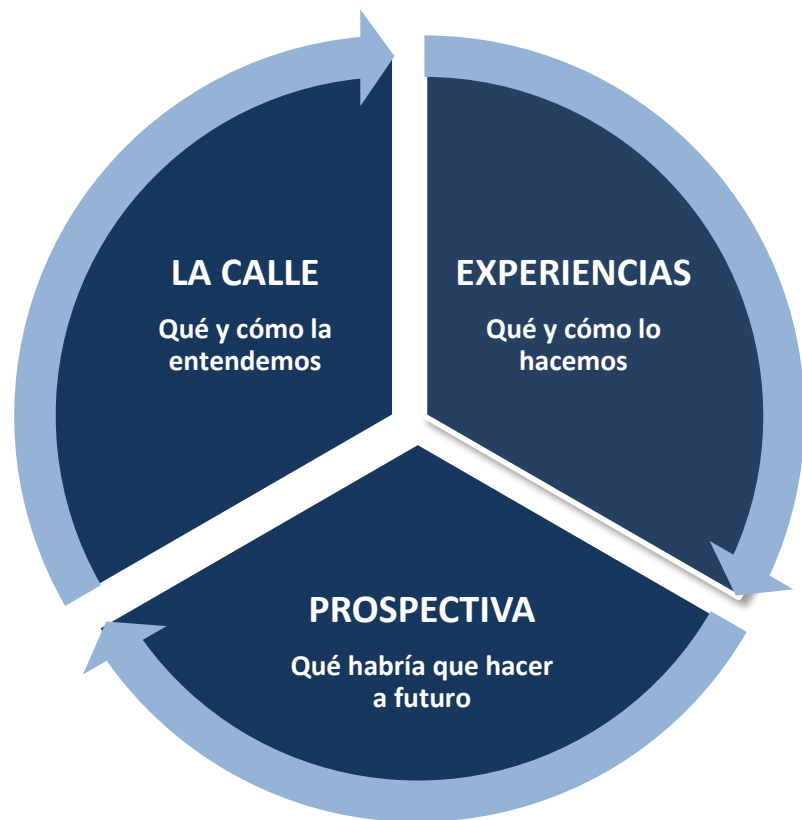 LA CALLE
Qué y cómo la
entendemos
EXPERIENCIAS
Qué y cómo lo
hacemos
PROSPECTIVA
Qué habría que hacer
a futuro